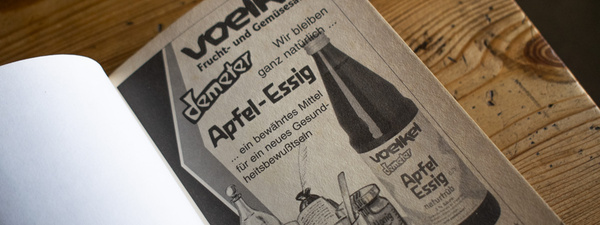 voelkel
Frucht- und Gemüsesä
demeter
Wir bleiben
ganz natürlich ...
Apfel-Essig
... ein bewährtes Mittel
für ein neues Gesund-
heitsbewußtsein
voelkel
demeter
Apfel
Essig
naturtrüb